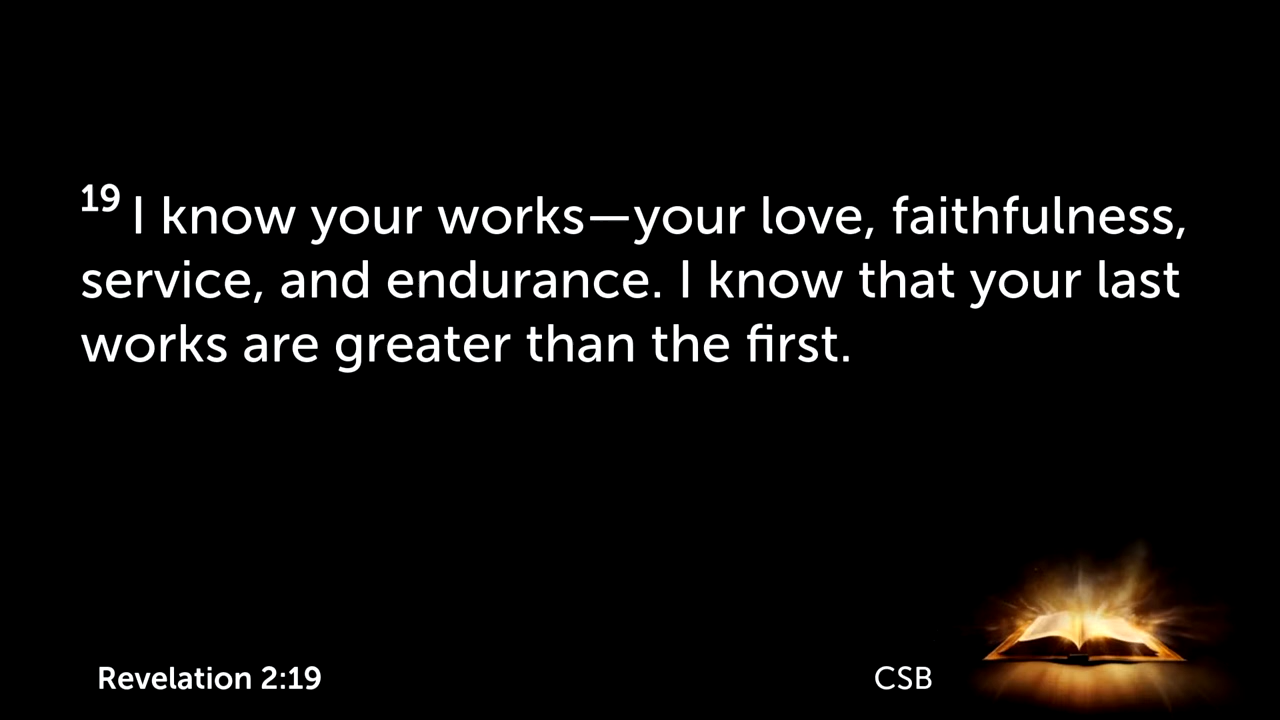 19 I know your works—your love, faithfulness,
service, and endurance. I know that your last
works are greater than the first.
Revelation 2:19
CSB